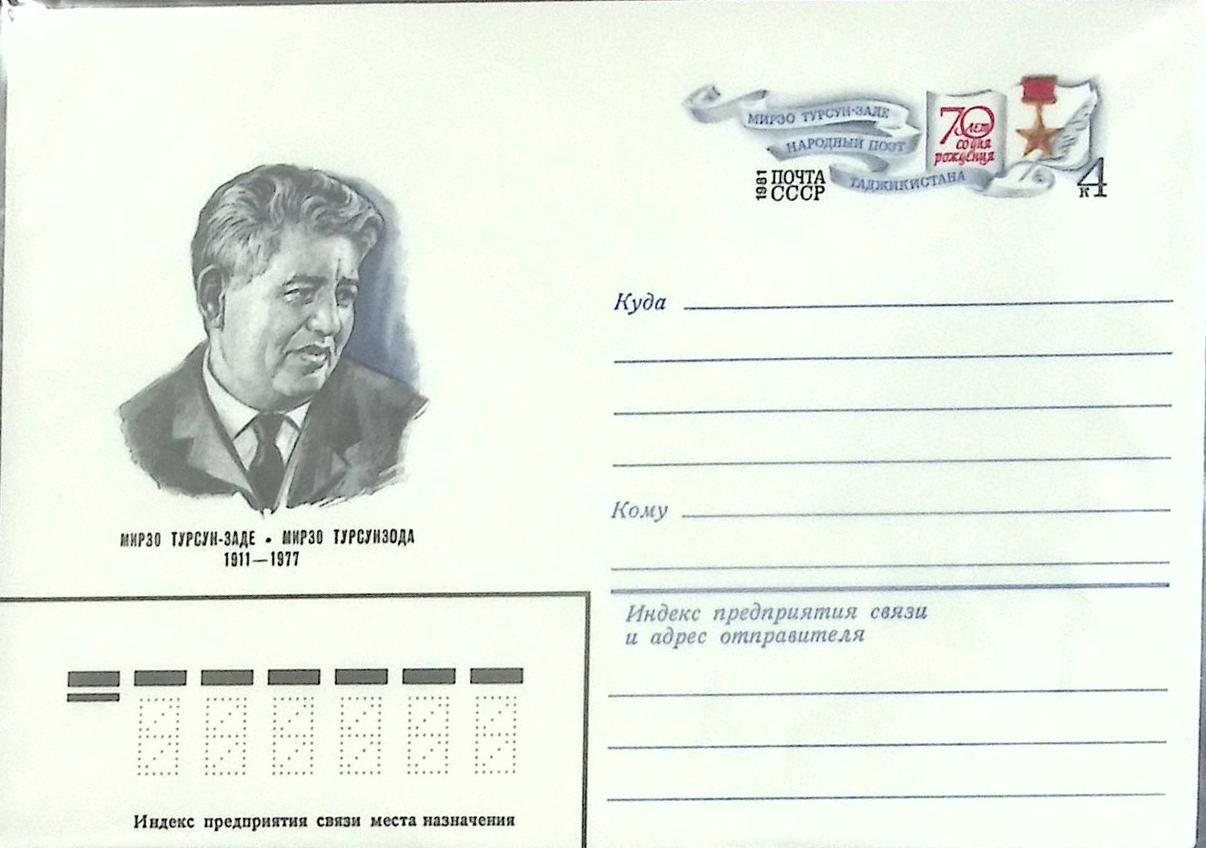 МИРЗО ТУРСУН-ЗАДЕ
НАРОДНЫЙ ПОЭТ
ТАДЖИКИСТАНА
70 лет
со дня
рождения
1981
ПОЧТА
СССР
4
к
МИРЗО ТУРСУН-ЗАДЕ • МИРЗО ТУРСУНЗОДА
1911—1977
Куда
Кому
Индекс предприятия связи
и адрес отправителя
Индекс предприятия связи места назначения